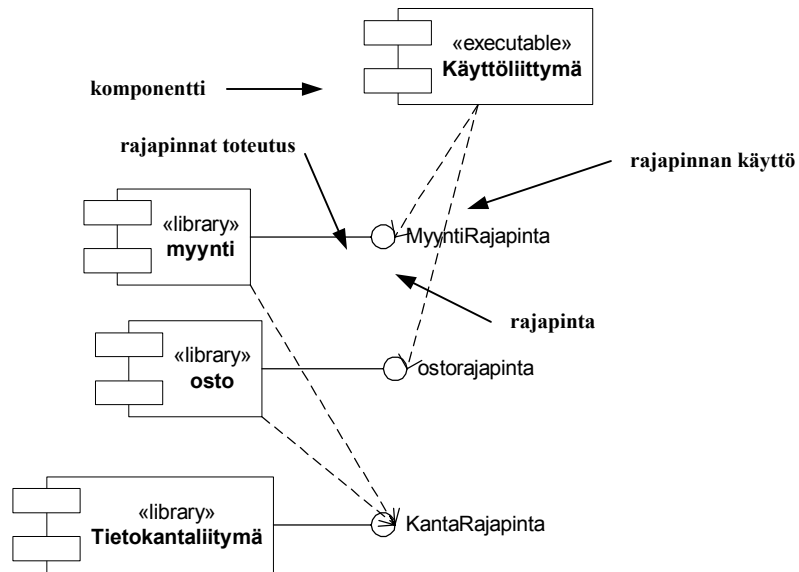 «executable»
Käyttöliittymä
komponentti
rajapinnat toteutus
rajapinnan käyttö
«library»
myynti
MyyntiRajapinta
rajapinta
«library»
osto
ostorajapinta
«library»
Tietokantaliitymä
KantaRajapinta